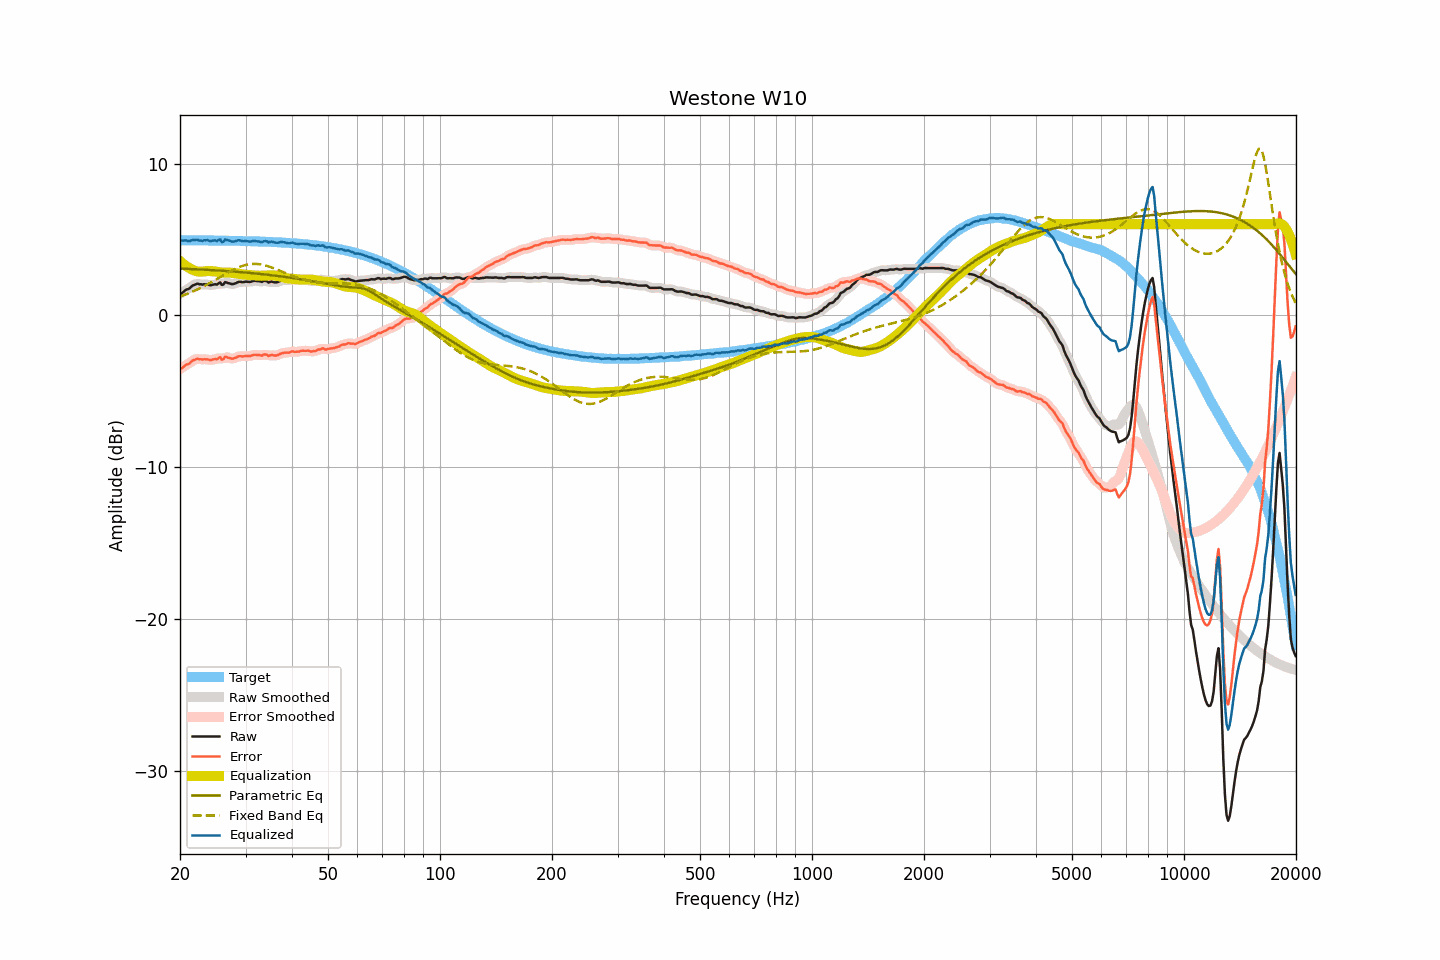 Westone W10
Amplitude (dBr)
10
0
−10
−20
−30
Target
Raw Smoothed
Error Smoothed
Raw
Error
Equalization
Parametric Eq
Fixed Band Eq
Equalized
20 50 100 200 500 1000 2000 5000 10000 20000
Frequency (Hz)